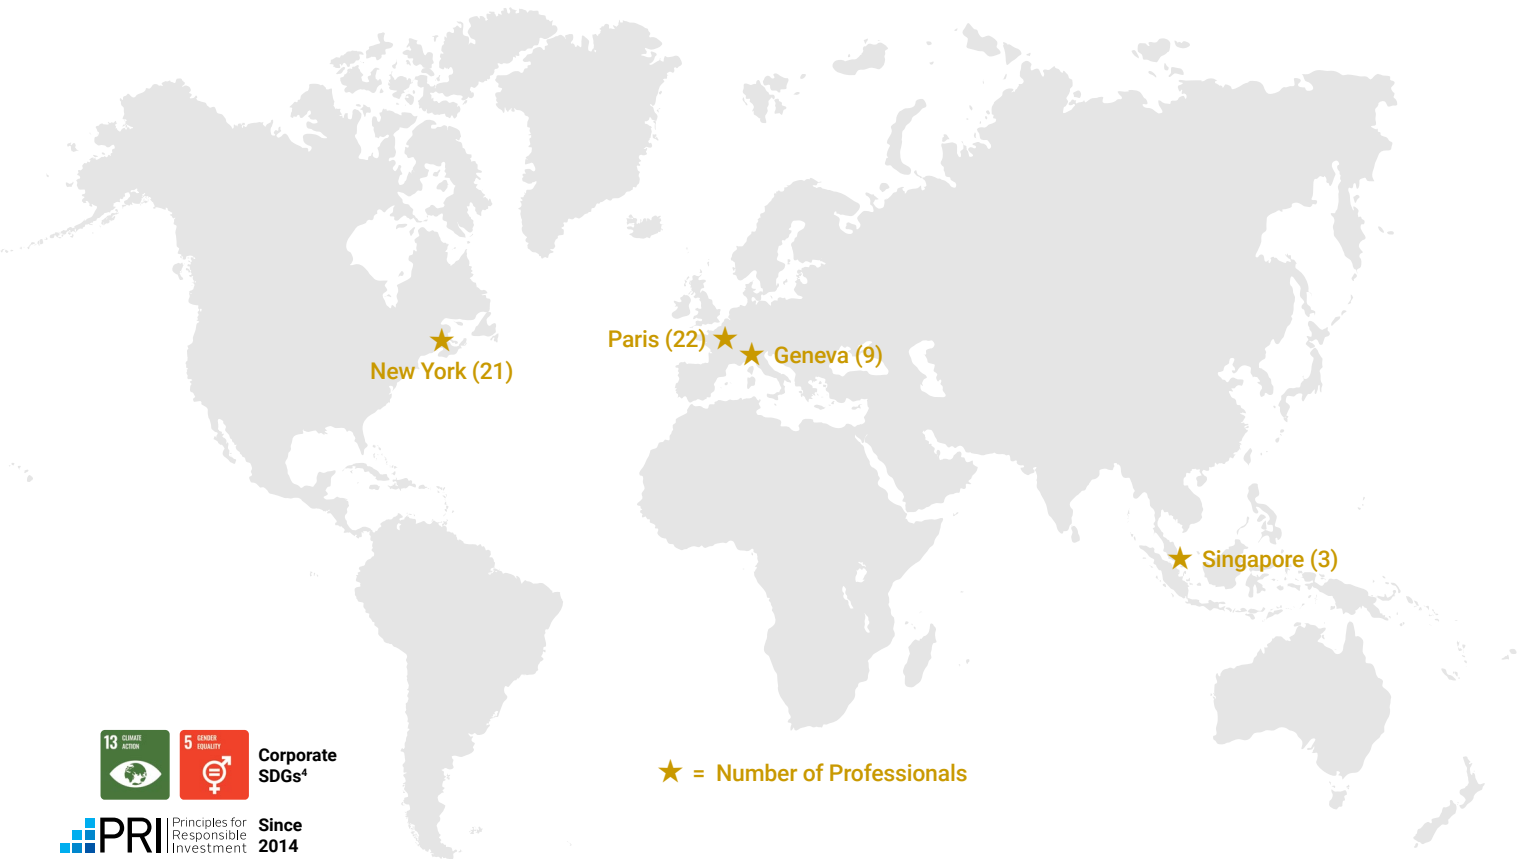 Paris (22)
Geneva (9)
New York (21)
Singapore (3)
13 CLIMATE
ACTION
5 GENDER
EQUALITY
Corporate
SDGs4
= Number of Professionals
PRI
Principles for
Responsible
Investment
Since
2014